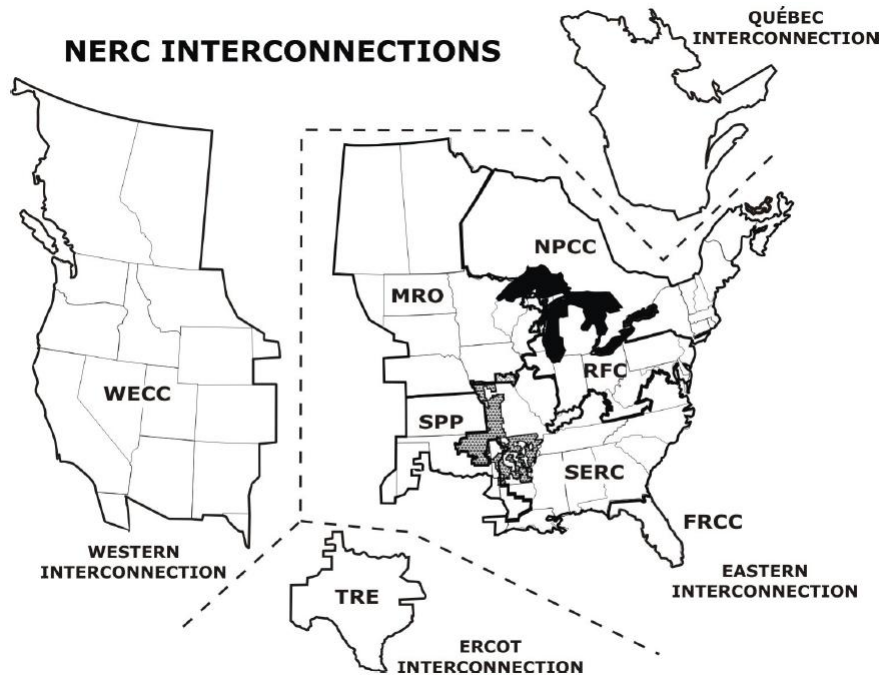 QUÉBEC
INTERCONNECTION
NERC INTERCONNECTIONS
NPCC
MRO
RFC
WECC
SPP
SERC
FRCC
WESTERN
INTERCONNECTION
EASTERN
INTERCONNECTION
TRE
ERCOT
INTERCONNECTION